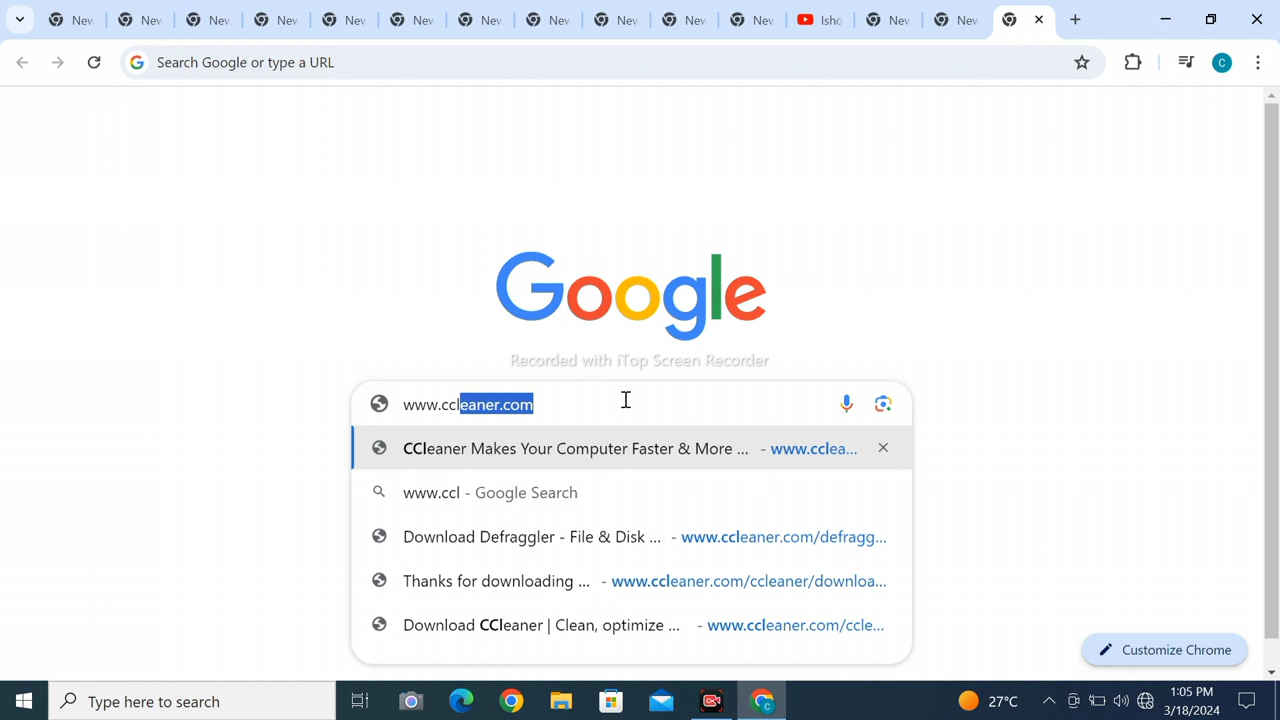 New
New
New
New
New
New
New
New
New
New
New
Ishq
New
New
Search Google or type a URL
C
Google
Recorded with iTop Screen Recorder
www.ccleaner.com
CCleaner Makes Your Computer Faster & More ... - www.cclea...
www.ccl - Google Search
Download Defraggler - File & Disk ... - www.ccleaner.com/defragg...
Thanks for downloading ... - www.ccleaner.com/ccleaner/downloa...
Download CCleaner | Clean, optimize ... - www.ccleaner.com/ccle...
Customize Chrome
Type here to search
27°C
1:05 PM
3/18/2024